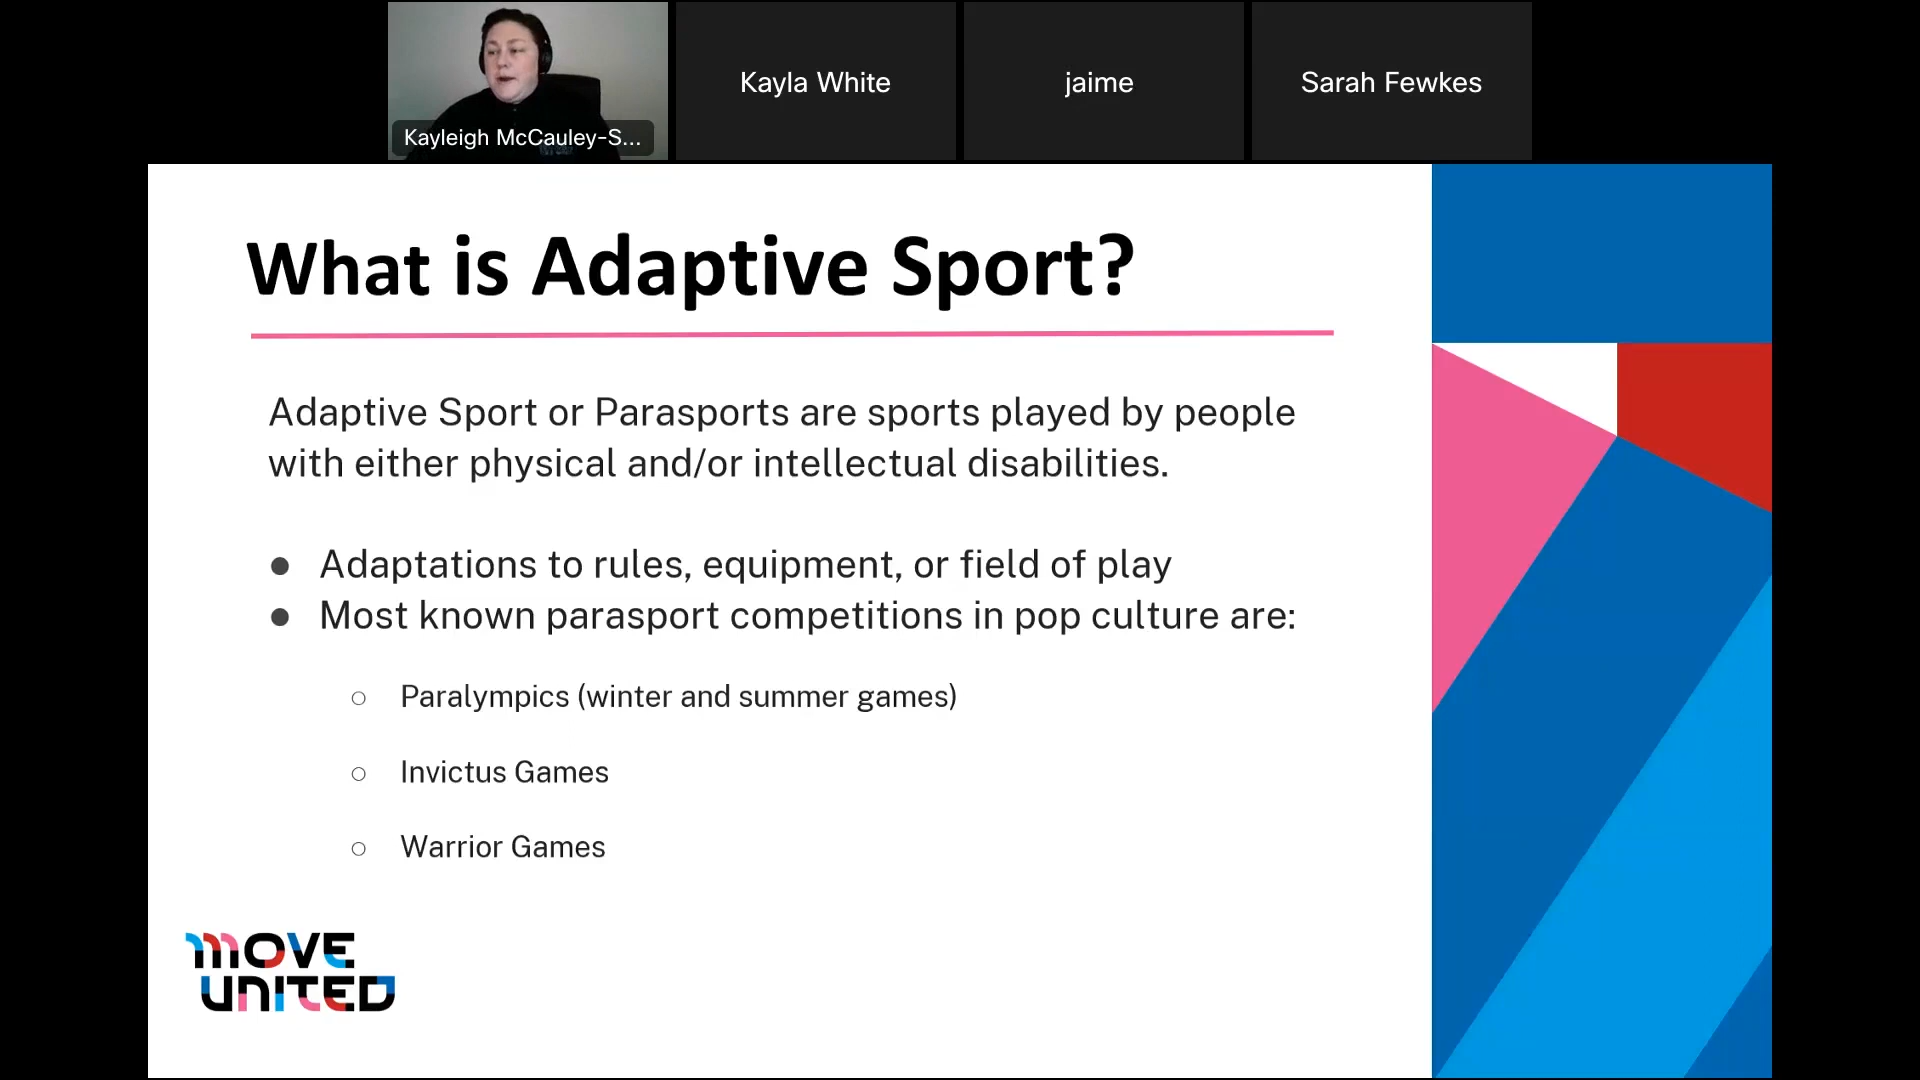 Kayleigh McCauley-S...
Kayla White
jaime
Sarah Fewkes
What is Adaptive Sport?
Adaptive Sport or Parasports are sports played by people
with either physical and/or intellectual disabilities.
● Adaptations to rules, equipment, or field of play
● Most known parasport competitions in pop culture are:
○ Paralympics (winter and summer games)
○ Invictus Games
○ Warrior Games
MOVE
UNITED